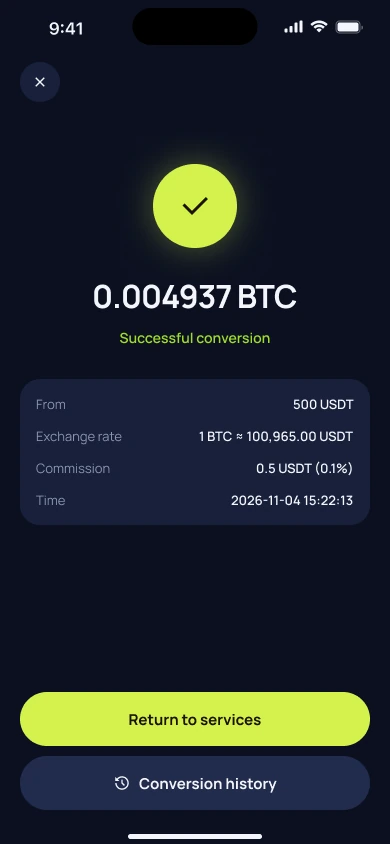 9:41
0.004937 BTC
Successful conversion
From 500 USDT
Exchange rate 1 BTC ≈ 100,965.00 USDT
Commission 0.5 USDT (0.1%)
Time 2026-11-04 15:22:13
Return to services
Conversion history